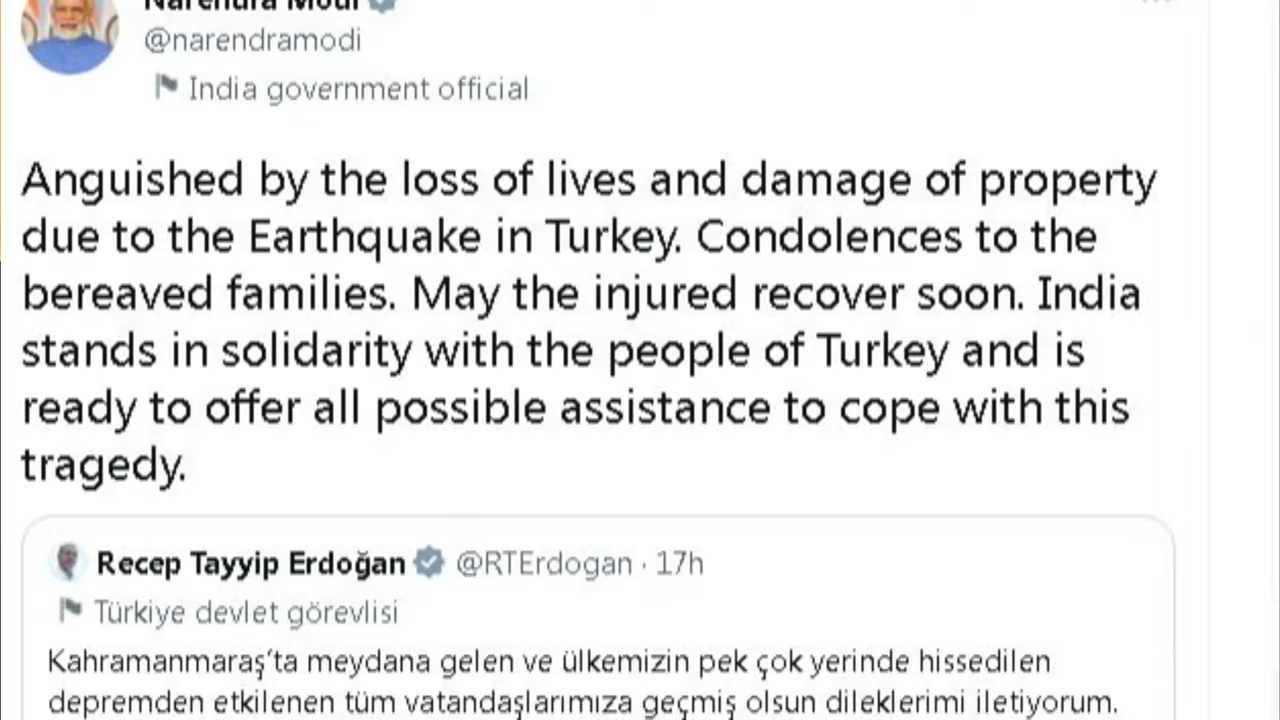 Narendra Modi
@narendramodi
India government official
Anguished by the loss of lives and damage of property
due to the Earthquake in Turkey. Condolences to the
bereaved families. May the injured recover soon. India
stands in solidarity with the people of Turkey and is
ready to offer all possible assistance to cope with this
tragedy.
Recep Tayyip Erdoğan @RTErdogan · 17h
Türkiye devlet görevlisi
Kahramanmaraş'ta meydana gelen ve ülkemizin pek çok yerinde hissedilen
depremden etkilenen tüm vatandaşlarımıza geçmiş olsun dileklerimi iletiyorum.